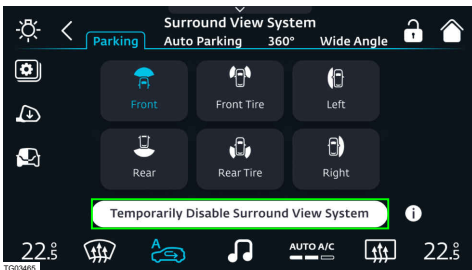 Surround View System
Parking Auto Parking 360° Wide Angle
Front Front Tire Left
Rear Rear Tire Right
Temporarily Disable Surround View System i
22.5° A AUTO A/C 22.5°
TG03465